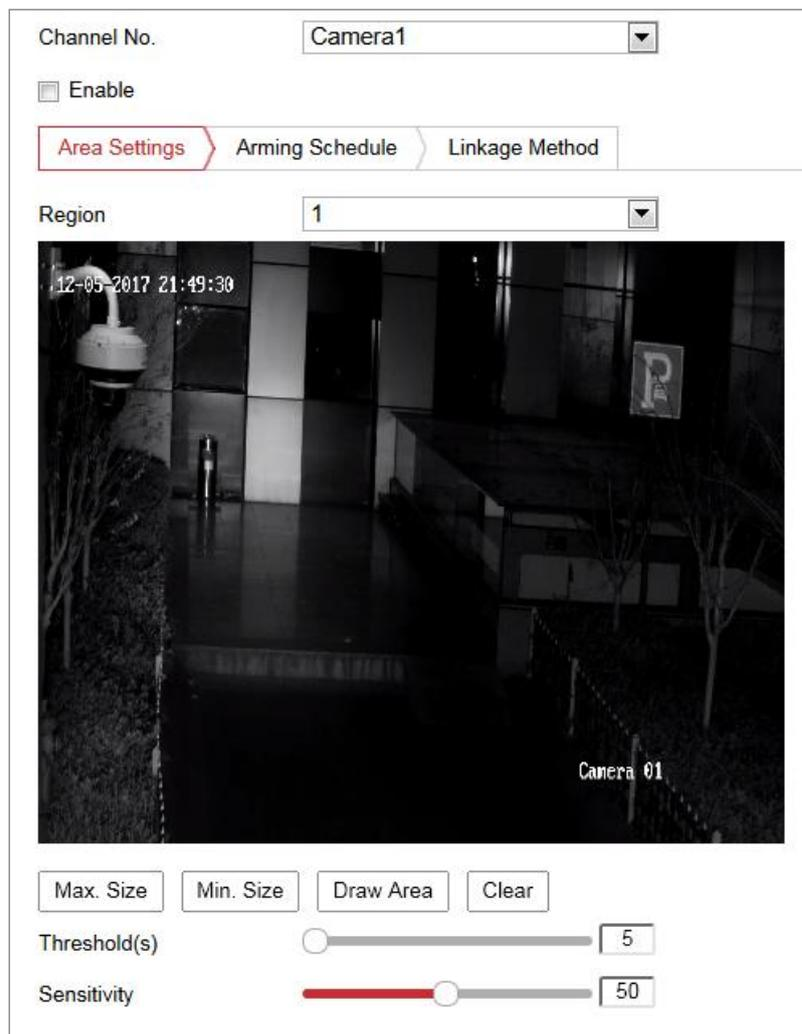 Channel No. Camera1
Enable
Area Settings Arming Schedule Linkage Method
Region 1
12-05-2017 21:49:30
P
Camera 01
Max. Size Min. Size Draw Area Clear
Threshold(s) 5
Sensitivity 50